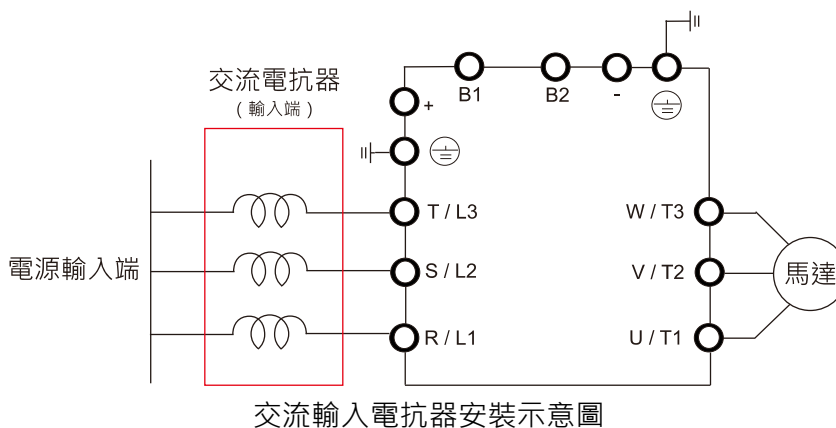 交流電抗器
(輸入端)
+
B1
B2
-
T / L3
W / T3
電源輸入端
S / L2
V / T2
馬達
R / L1
U / T1
交流輸入電抗器安裝示意圖